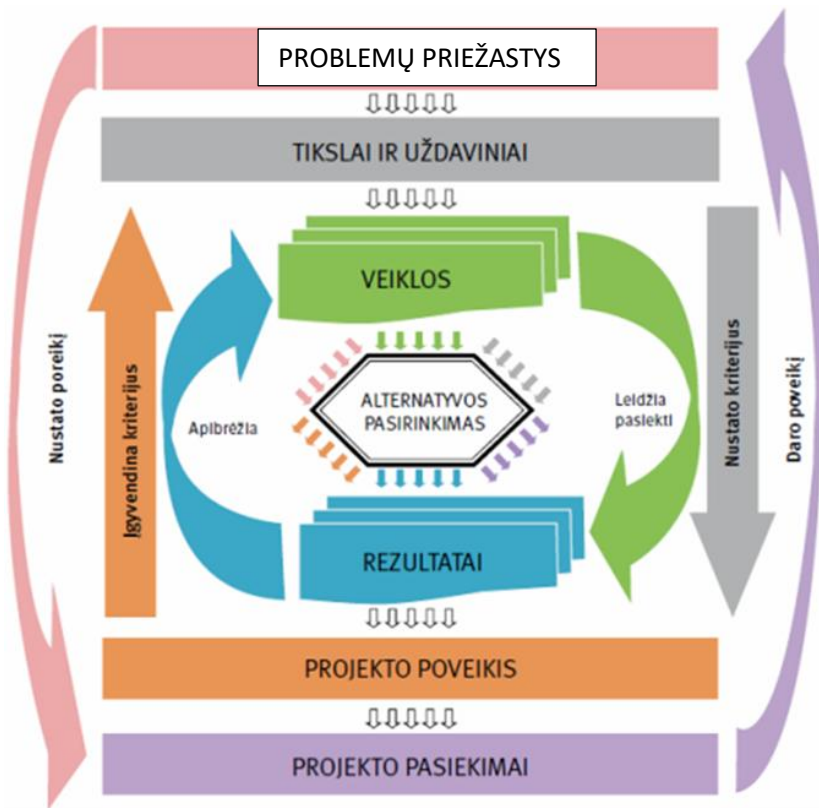 PROBLEMŲ PRIEŽASTYS
TIKSLAI IR UŽDAVINIAI
VEIKLOS
Nustato poreikį
Įgyvendina kriterijus
Apibrėžia
ALTERNATYVOS
PASIRINKIMAS
Leidžia
pasiekti
Nustato kriterijus
Daro poveikį
REZULTATAI
PROJEKTO POVEIKIS
PROJEKTO PASIEKIMAI